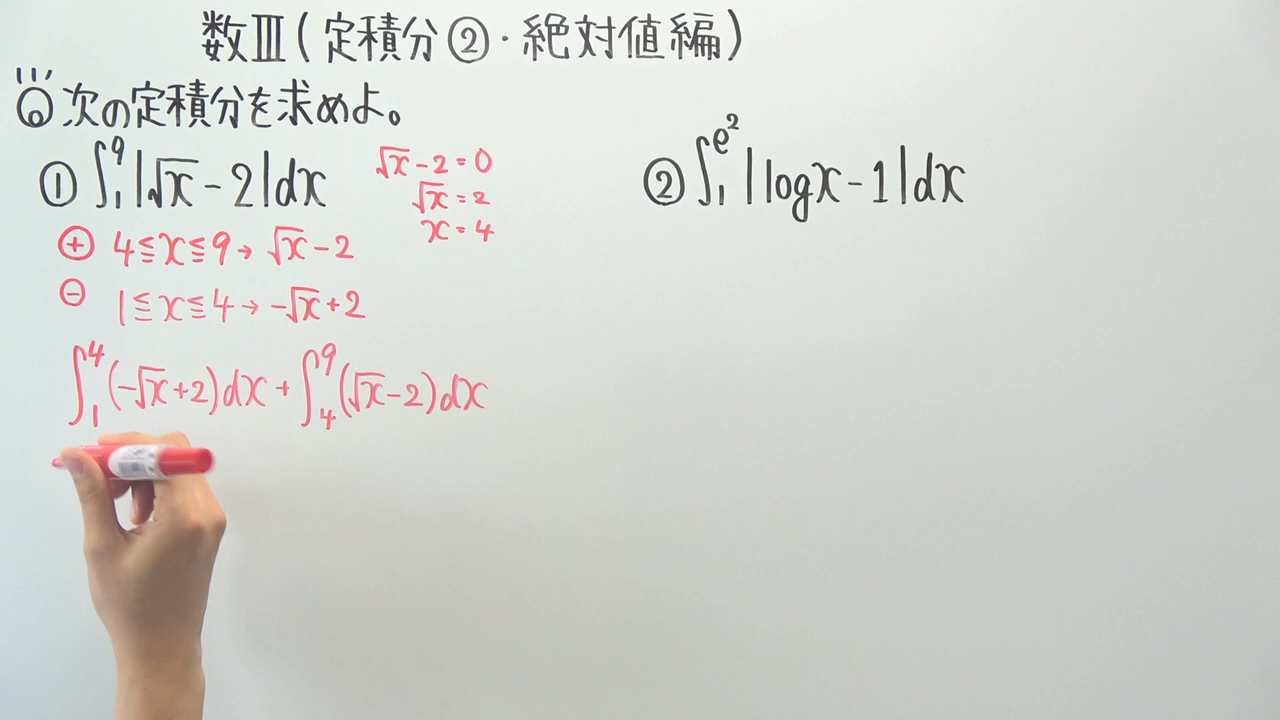 数Ⅲ(定積分②・絶対値編)
Q 次の定積分を求めよ。
① ∫₁⁹|√x-2|dx
√x-2=0
√x=2
x=4
⊕ 4≦x≦9→√x-2
⊖ 1≦x≦4→-√x+2
∫₁⁴(-√x+2)dx+∫₄⁹(√x-2)dx
② ∫₁^e²|logx-1|dx